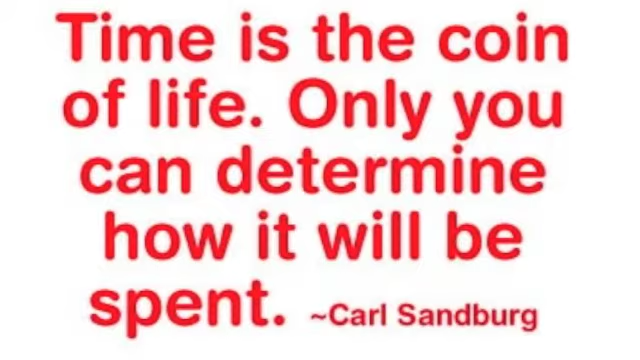 Time is the coin
of life. Only you
can determine
how it will be
spent. ~Carl Sandburg